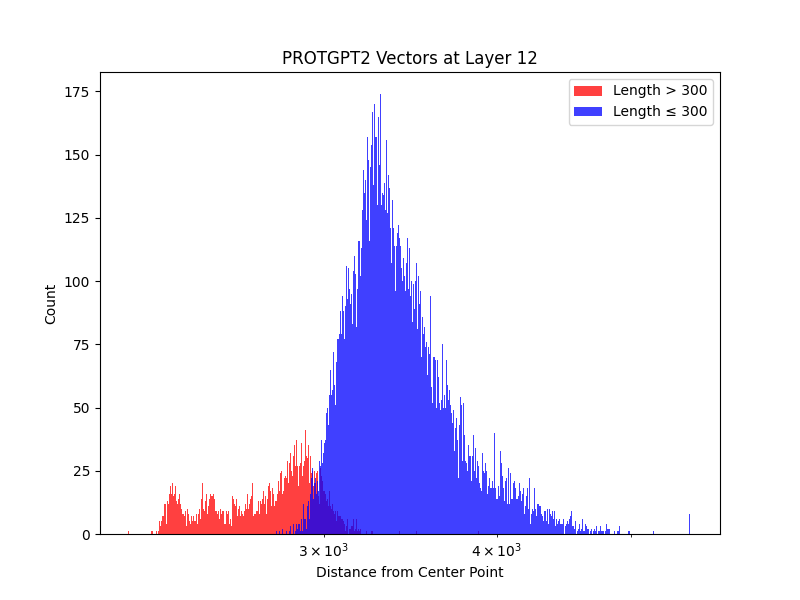 PROTGPT2 Vectors at Layer 12
Length > 300
Length ≤ 300
175
150
125
100
75
50
25
0
Count
3 × 10³
4 × 10³
Distance from Center Point